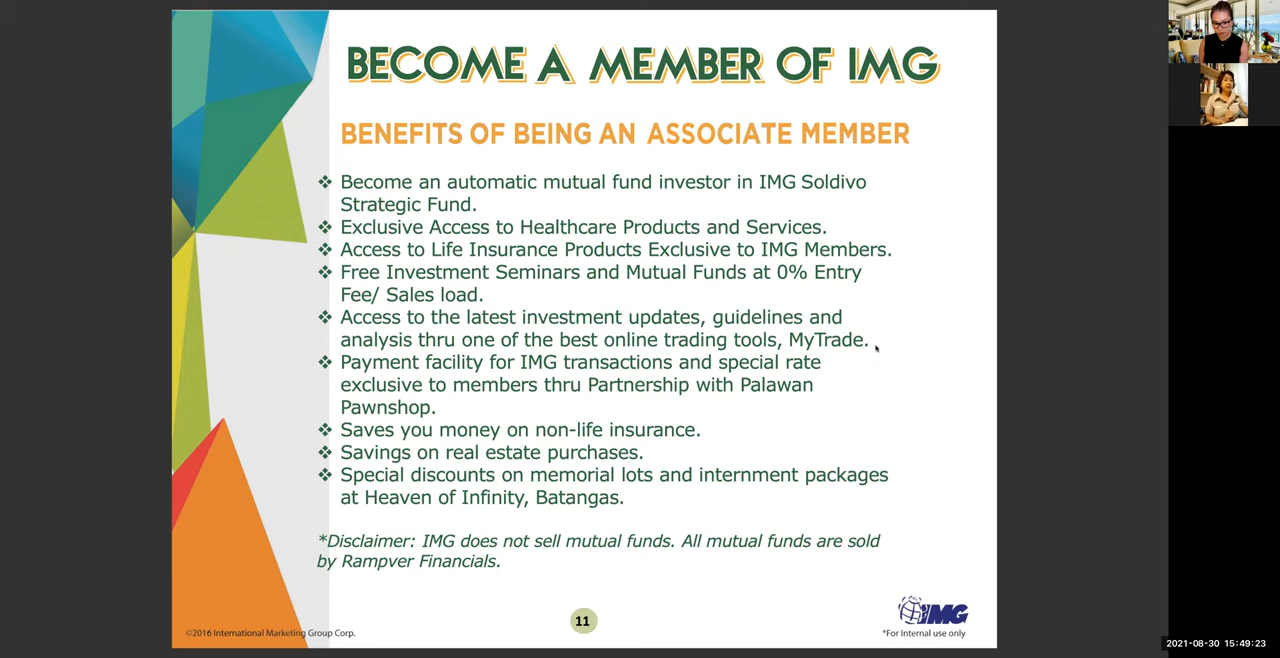 BECOME A MEMBER OF IMG
BENEFITS OF BEING AN ASSOCIATE MEMBER
❖ Become an automatic mutual fund investor in IMG Soldivo
Strategic Fund.
❖ Exclusive Access to Healthcare Products and Services.
❖ Access to Life Insurance Products Exclusive to IMG Members.
❖ Free Investment Seminars and Mutual Funds at 0% Entry
Fee/ Sales load.
❖ Access to the latest investment updates, guidelines and
analysis thru one of the best online trading tools, MyTrade.
❖ Payment facility for IMG transactions and special rate
exclusive to members thru Partnership with Palawan
Pawnshop.
❖ Saves you money on non-life insurance.
❖ Savings on real estate purchases.
❖ Special discounts on memorial lots and internment packages
at Heaven of Infinity, Batangas.
*Disclaimer: IMG does not sell mutual funds. All mutual funds are sold
by Rampver Financials.
©2016 International Marketing Group Corp.
11
IMG
*For Internal use only
2021-08-30 15:49:23